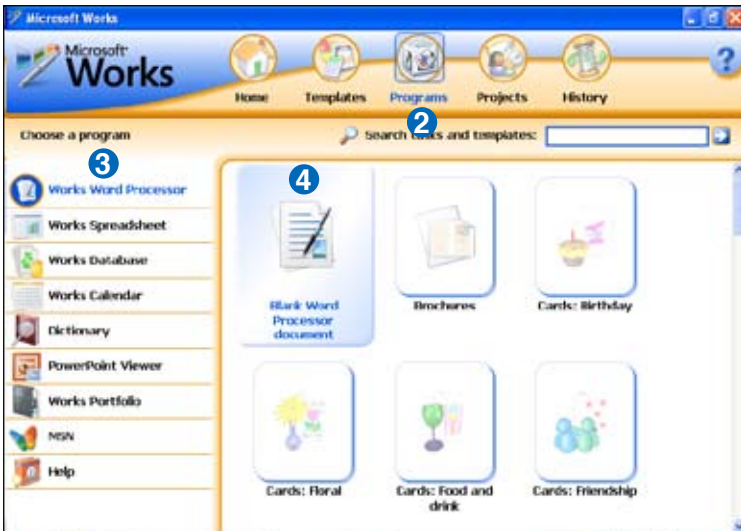 Microsoft Works
Microsoft
Works
Home Templates Programs Projects History
?
2
Choose a program
Search tasks and templates:
3
4
Works Word Processor
Works Spreadsheet
Works Database
Works Calendar
Dictionary
PowerPoint Viewer
Works Portfolio
MSN
Help
Blank Word
Processor
document
Brochures
Cards: Birthday
Cards: Floral
Cards: Food and
drink
Cards: Friendship